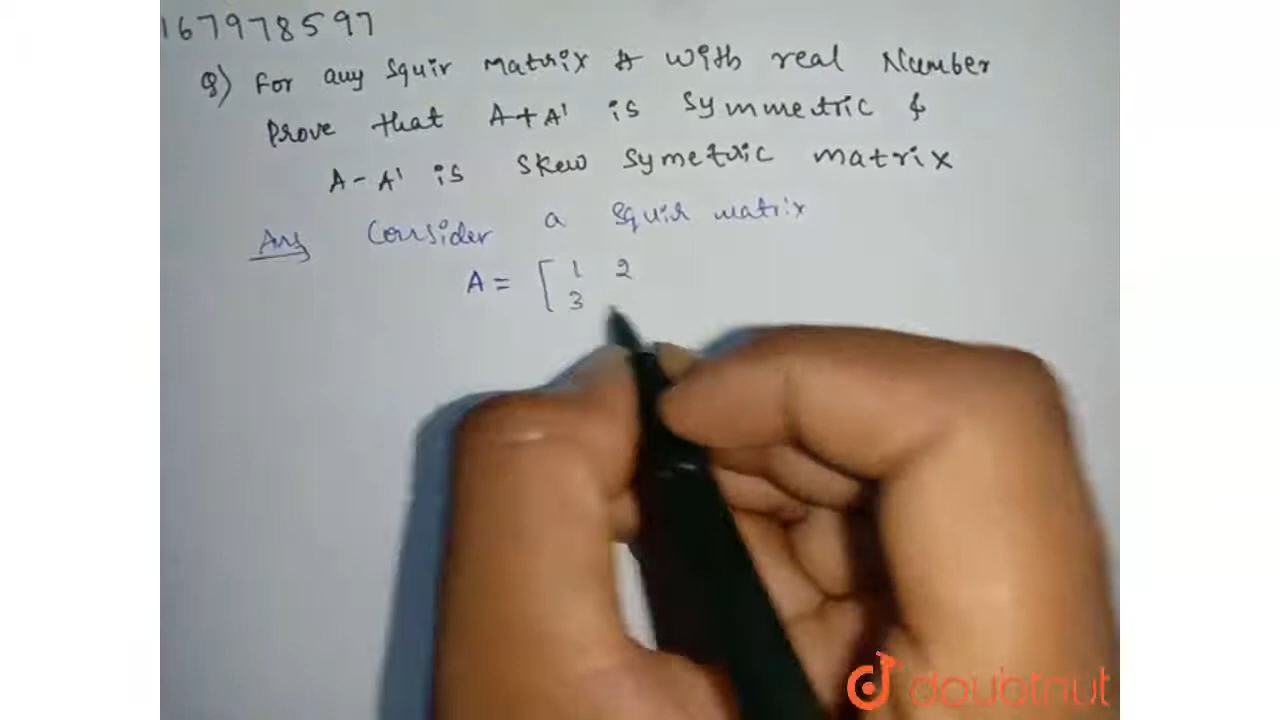 167978597
Q) For any Squir Matrix A with real Number
Prove that A+A' is Symmetric &
A-A' is Skew Symetric matrix
Ans Consider a Squir matrix
A = [ 1 2
3
doubtnut